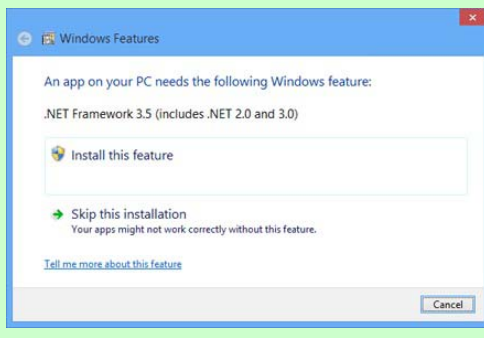 Windows Features
An app on your PC needs the following Windows feature:
.NET Framework 3.5 (includes .NET 2.0 and 3.0)
Install this feature
Skip this installation
Your apps might not work correctly without this feature.
Tell me more about this feature
Cancel